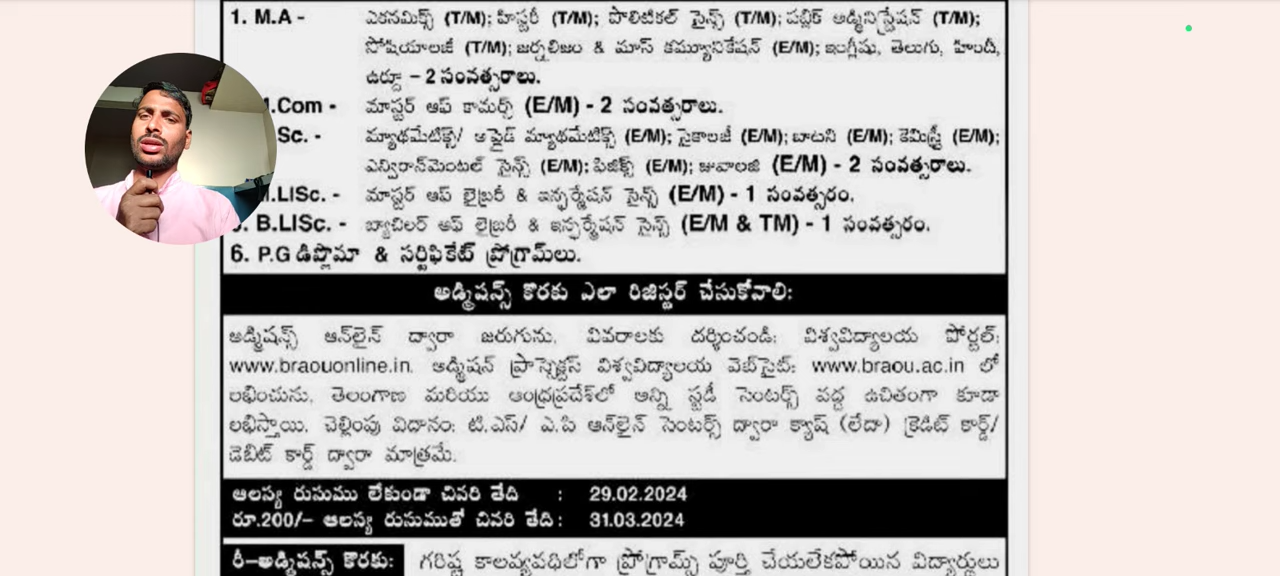 1. M.A - ఎకనమిక్స్ (T/M); హిస్టరీ (T/M); పొలిటికల్ సైన్స్ (T/M); పబ్లిక్ అడ్మినిస్ట్రేషన్ (T/M);
సోషియాలజీ (T/M); జర్నలిజం & మాస్ కమ్యూనికేషన్ (E/M); ఇంగ్లీషు, తెలుగు, హిందీ,
ఉర్దూ – 2 సంవత్సరాలు.
.Com - మాస్టర్ ఆఫ్ కామర్స్ (E/M) - 2 సంవత్సరాలు.
Sc. - మ్యాథమేటిక్స్/ అప్లైడ్ మ్యాథమేటిక్స్ (E/M); సైకాలజీ (E/M); బాటని (E/M); కెమిస్ట్రీ (E/M);
ఎన్విరాన్‌మెంటల్ సైన్స్ (E/M); ఫిజిక్స్ (E/M); జువాలజి (E/M) – 2 సంవత్సరాలు.
.LISc. - మాస్టర్ ఆఫ్ లైబ్రరీ & ఇన్ఫర్మేషన్ సైన్స్ (E/M) - 1 సంవత్సరం.
B.LISc. - బ్యాచిలర్ ఆఫ్ లైబ్రరీ & ఇన్ఫర్మేషన్ సైన్స్ (E/M & TM) - 1 సంవత్సరం.
6. P.G డిప్లొమా & సర్టిఫికేట్ ప్రోగ్రామ్‌లు.
అడ్మిషన్స్ కొరకు ఎలా రిజిస్టర్ చేసుకోవాలి:
అడ్మిషన్స్ ఆన్‌లైన్ ద్వారా జరుగును, వివరాలకు దర్శించండి: విశ్వవిద్యాలయ పోర్టల్:
www.braouonline.in. అడ్మిషన్ ప్రాస్పెక్టస్ విశ్వవిద్యాలయ వెబ్‌సైట్: www.braou.ac.in లో
లభించును, తెలంగాణ మరియు ఆంధ్రప్రదేశ్‌లో అన్ని స్టడీ సెంటర్స్ వద్ద ఉచితంగా కూడా
లభిస్తాయి. చెల్లింపు విధానం: టి.ఎస్/ ఎ.పి ఆన్‌లైన్ సెంటర్స్ ద్వారా క్యాష్ (లేదా) క్రెడిట్ కార్డ్/
డెబిట్ కార్డ్ ద్వారా మాత్రమే.
ఆలస్య రుసుము లేకుండా చివరి తేది : 29.02.2024
రూ.200/– ఆలస్య రుసుముతో చివరి తేది : 31.03.2024
రీ–అడ్మిషన్స్ కొరకు: గరిష్ట కాలవ్యవధిలోగా ప్రోగ్రామ్స్ పూర్తి చేయలేకపోయిన విద్యార్థులు